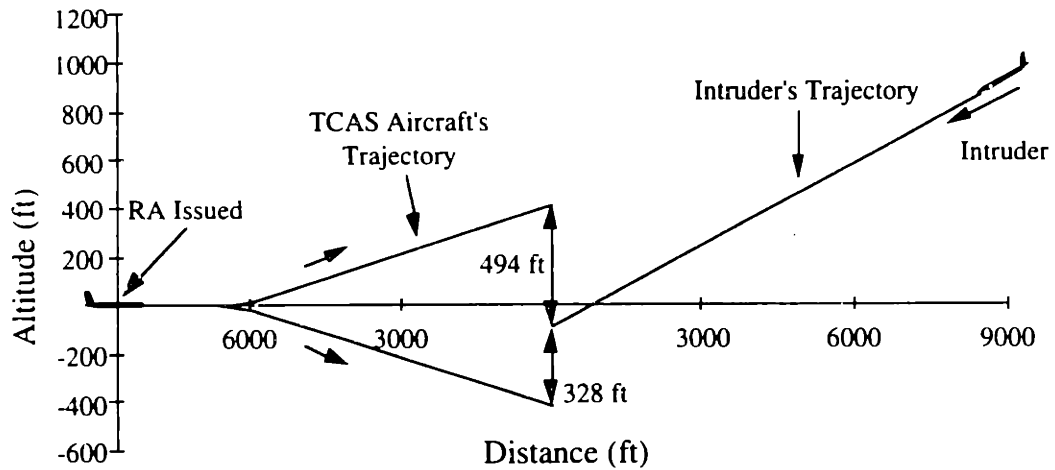 1200
1000
800
600
400
200
0
-200
-400
-600
Altitude (ft)
RA Issued
TCAS Aircraft's
Trajectory
Intruder's Trajectory
Intruder
494 ft
328 ft
6000
3000
3000
6000
9000
Distance (ft)